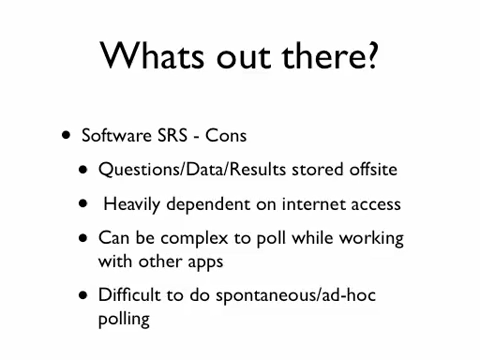 Whats out there?
• Software SRS - Cons
• Questions/Data/Results stored offsite
• Heavily dependent on internet access
• Can be complex to poll while working
with other apps
• Difficult to do spontaneous/ad-hoc
polling